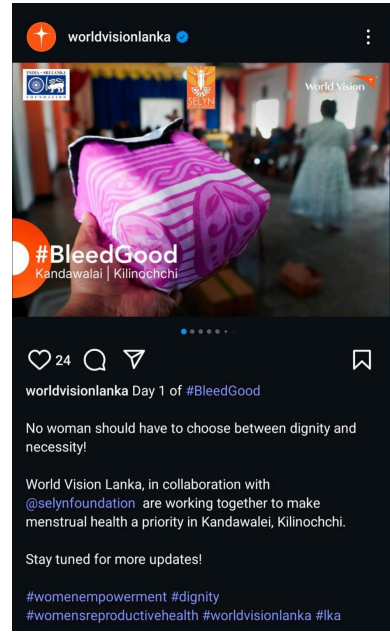 worldvisionlanka
INDIA - SRI LANKA
FOUNDATION
SELYN
World Vision
#BleedGood
Kandawalai | Kilinochchi
24
worldvisionlanka Day 1 of #BleedGood
No woman should have to choose between dignity and
necessity!
World Vision Lanka, in collaboration with
@selynfoundation are working together to make
menstrual health a priority in Kandawalei, Kilinochchi.
Stay tuned for more updates!
#womenempowerment #dignity
#womensreproductivehealth #worldvisionlanka #lka